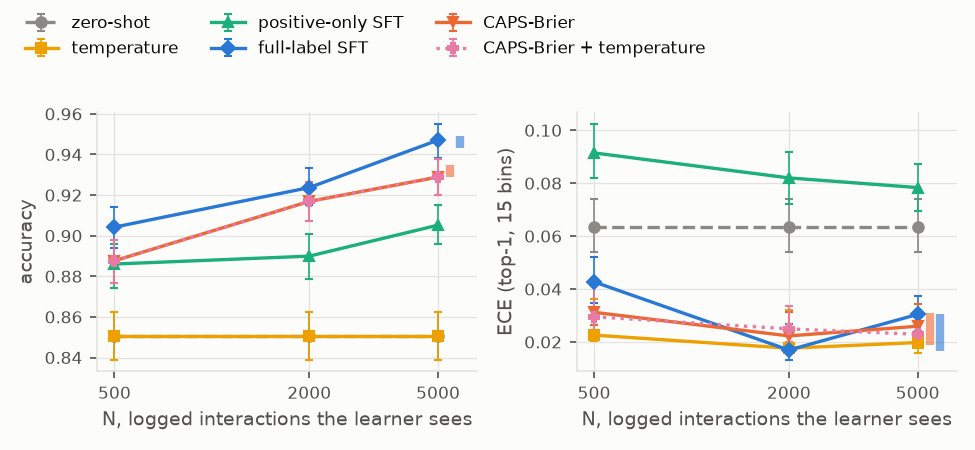 zero-shot
temperature
positive-only SFT
full-label SFT
CAPS-Brier
CAPS-Brier + temperature
accuracy
0.96
0.94
0.92
0.90
0.88
0.86
0.84
500
2000
5000
N, logged interactions the learner sees
ECE (top-1, 15 bins)
0.10
0.08
0.06
0.04
0.02
500
2000
5000
N, logged interactions the learner sees